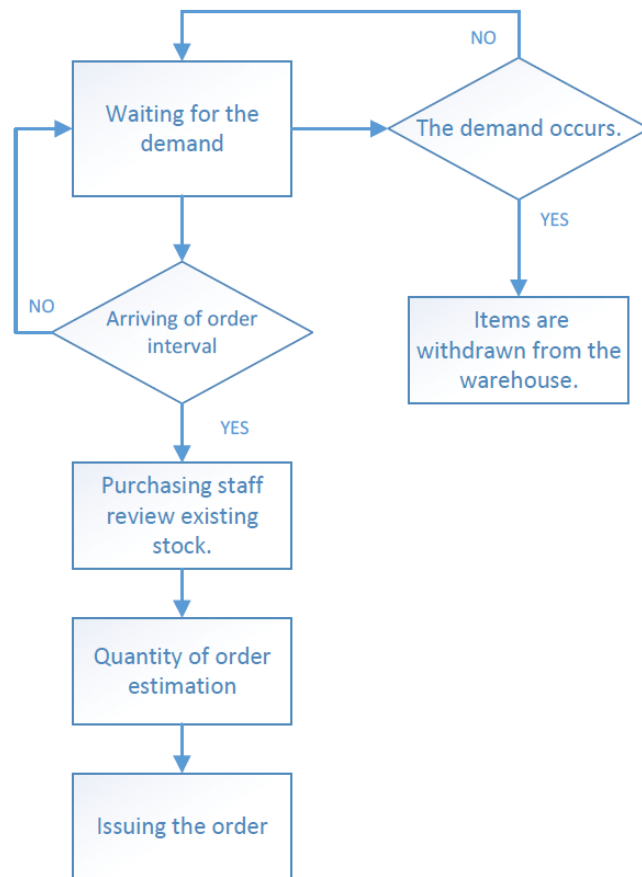 NO
Waiting for the
demand
The demand occurs.
YES
NO
Arriving of order
interval
Items are
withdrawn from the
warehouse.
YES
Purchasing staff
review existing
stock.
Quantity of order
estimation
Issuing the order